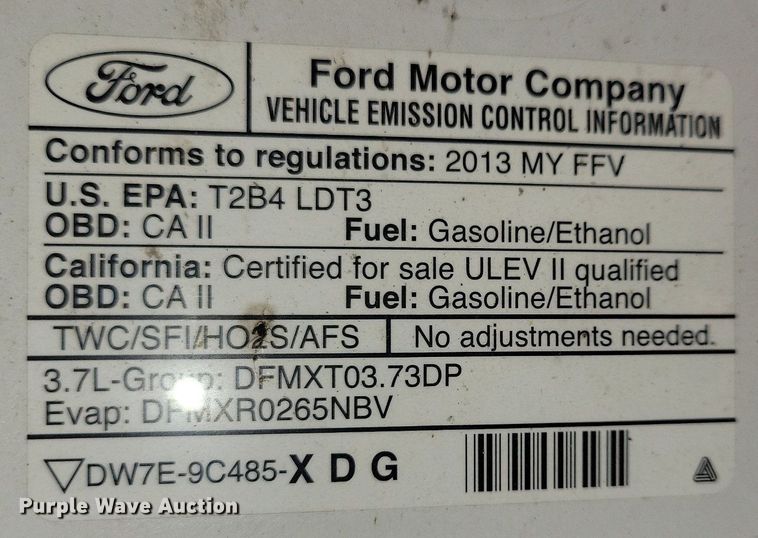 Ford
Ford Motor Company
VEHICLE EMISSION CONTROL INFORMATION
Conforms to regulations: 2013 MY FFV
U.S. EPA: T2B4 LDT3
OBD: CA II Fuel: Gasoline/Ethanol
California: Certified for sale ULEV II qualified
OBD: CA II Fuel: Gasoline/Ethanol
TWC/SFI/HO2S/AFS No adjustments needed.
3.7L-Group: DFMXT03.73DP
Evap: DFMXR0265NBV
DW7E-9C485-X D G
Purple Wave Auction